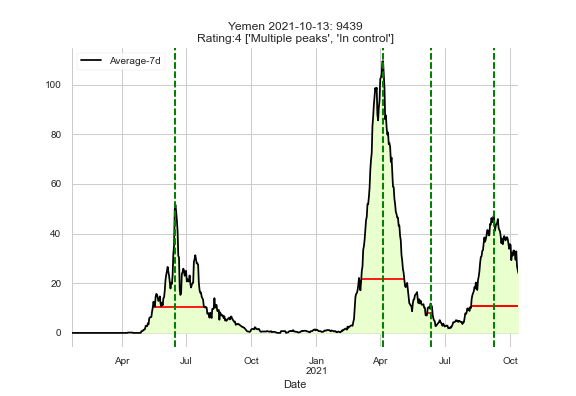 Yemen 2021-10-13: 9439
Rating:4 ['Multiple peaks', 'In control']
Average-7d
100
80
60
40
20
0
Apr Jul Oct Jan Apr Jul Oct
2021
Date